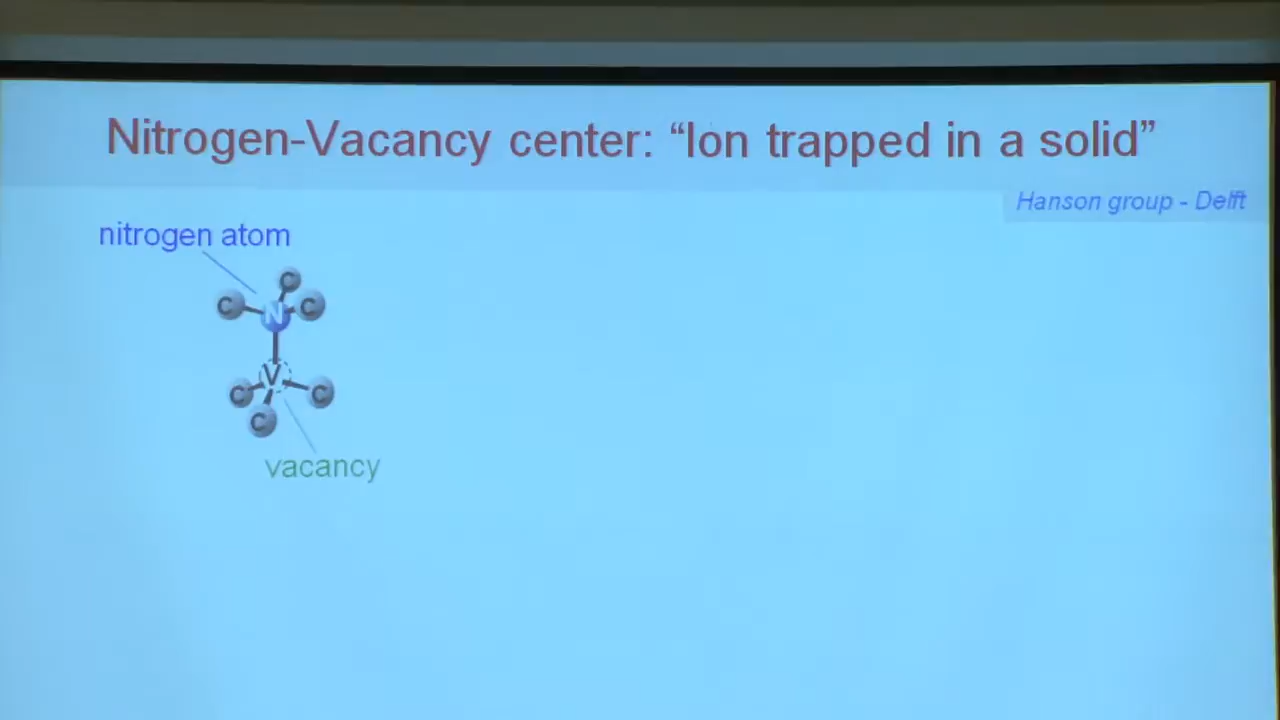 Nitrogen-Vacancy center: “Ion trapped in a solid”
Hanson group - Delft
nitrogen atom
C
C
N
C
V
C
C
C
vacancy